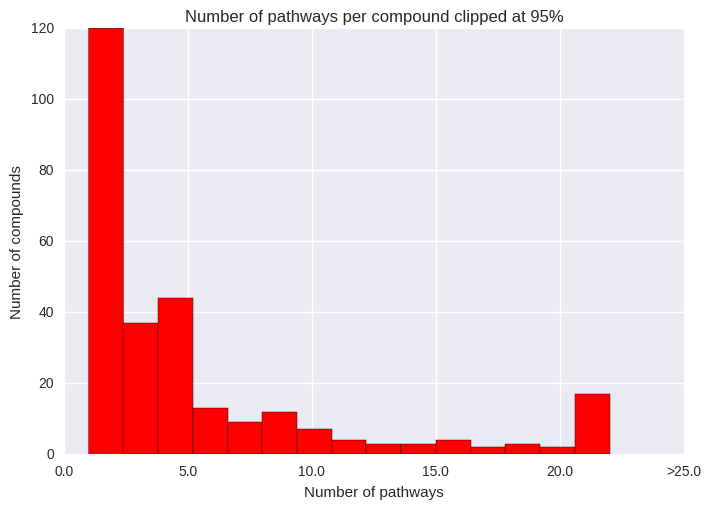 Number of pathways per compound clipped at 95%
120
100
80
60
40
20
0
Number of compounds
0.0 5.0 10.0 15.0 20.0 >25.0
Number of pathways